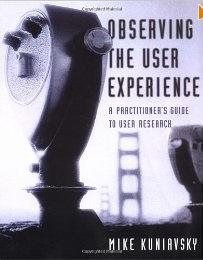 OBSERVING
THE USER
EXPERIENCE
A PRACTITIONER'S GUIDE
TO USER RESEARCH
MIKE KUNIAVSKY